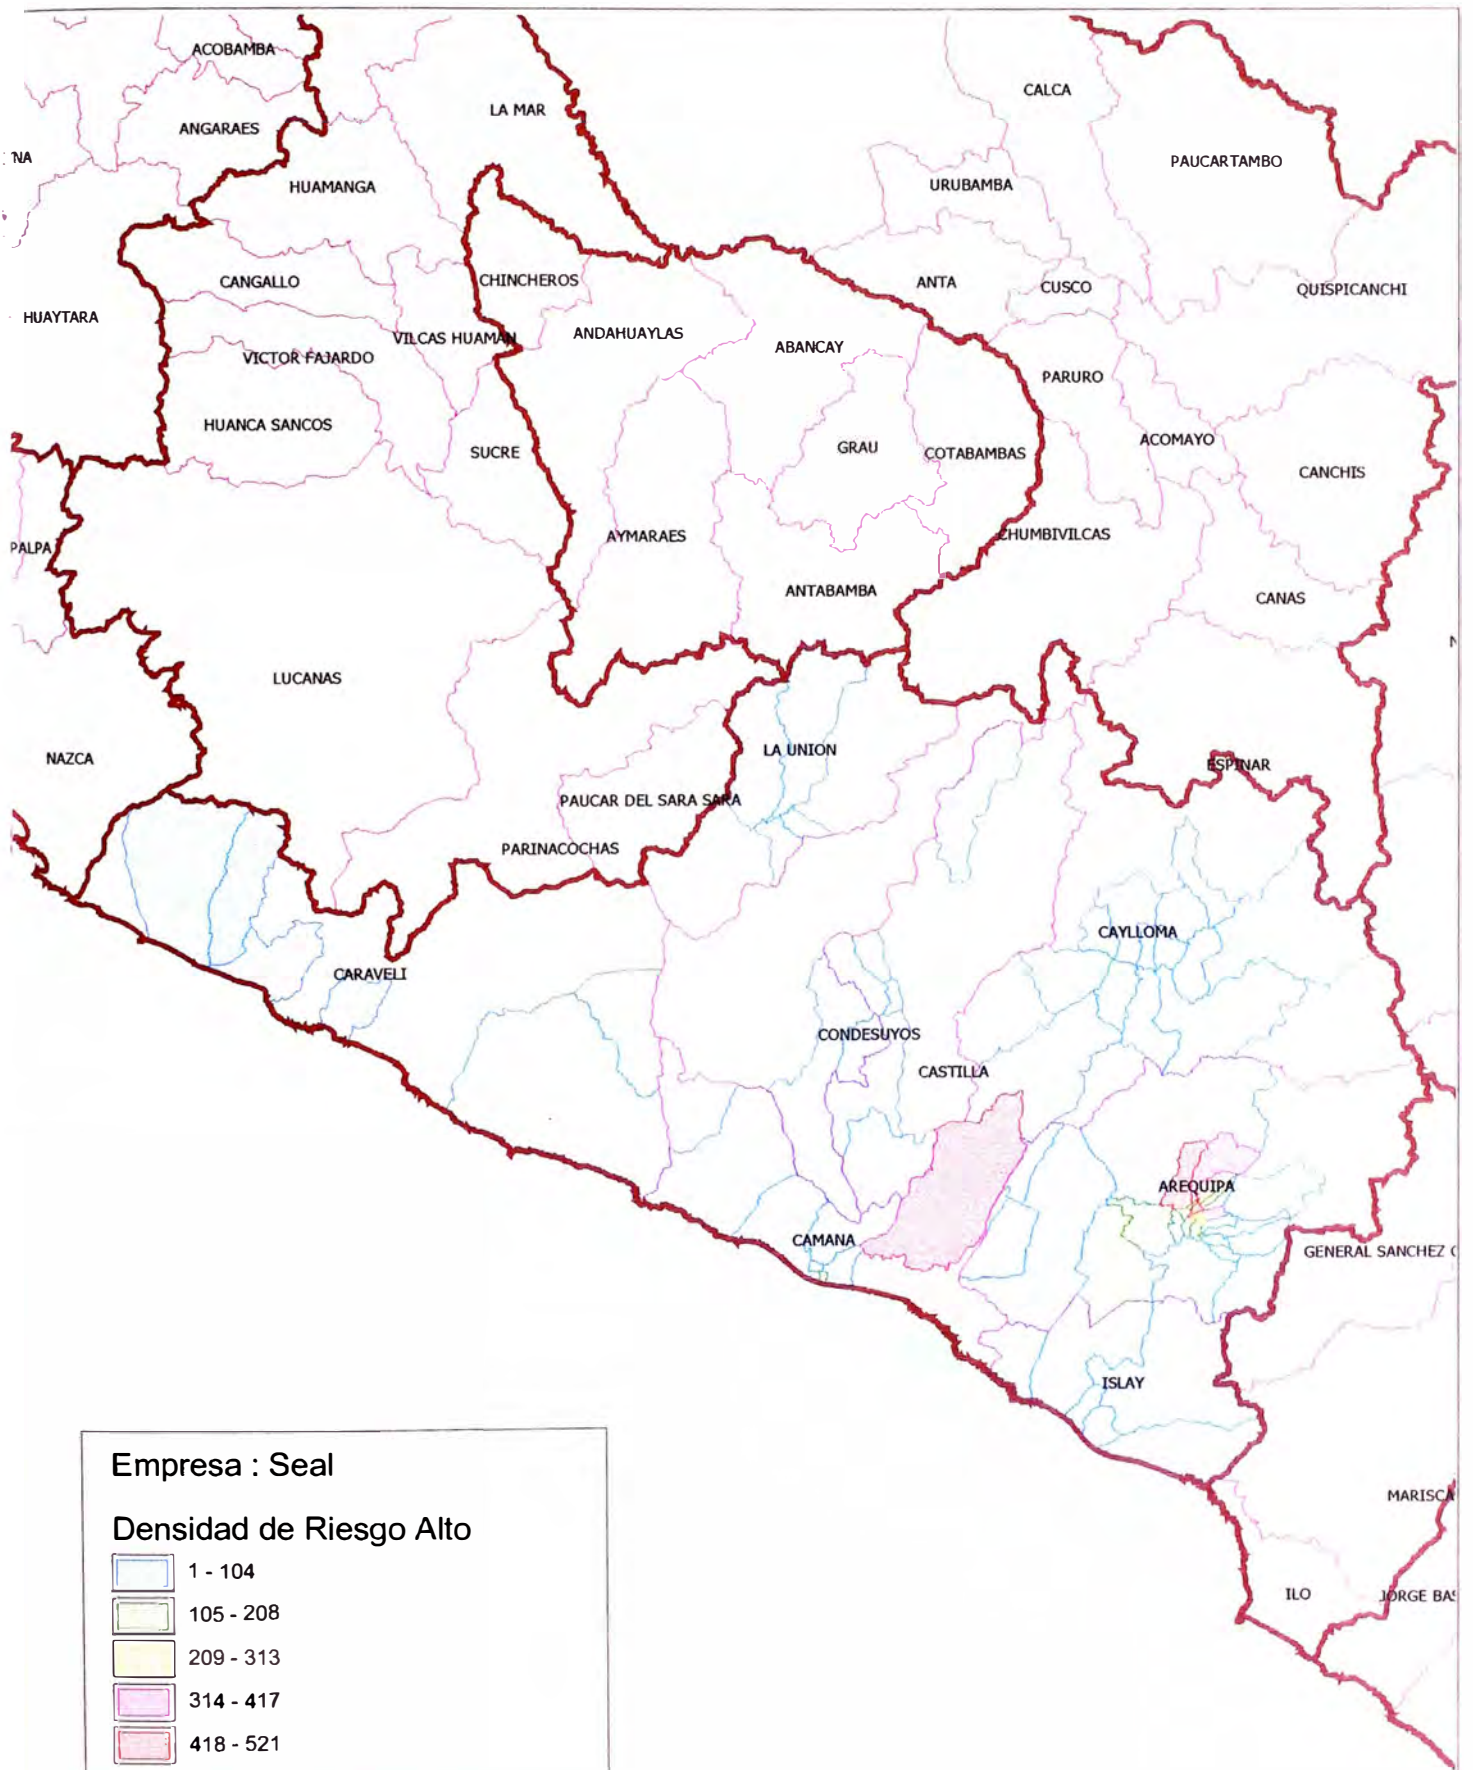 ACOBAMBA
CALCA
LA MAR
ANGARAES
NA
PAUCARTAMBO
HUAMANGA
URUBAMBA
CANGALLO
CHINCHEROS
ANTA
CUSCO
QUISPICANCHI
HUAYTARA
ANDAHUAYLAS
VILCAS HUAMAN
ABANCAY
VICTOR FAJARDO
PARURO
HUANCA SANCOS
ACOMAYO
GRAU
SUCRE
COTABAMBAS
CANCHIS
AYMARAES
CHUMBIVILCAS
PALPA
ANTABAMBA
CANAS
N
LUCANAS
LA UNION
NAZCA
ESPINAR
PAUCAR DEL SARA SARA
PARINACOCHAS
CAYLLOMA
CARAVELI
CONDESUYOS
CASTILLA
AREQUIPA
CAMANA
GENERAL SANCHEZ C
ISLAY
MARISCA
ILO
JORGE BAS
Empresa : Seal
Densidad de Riesgo Alto
1 - 104
105 - 208
209 - 313
314 - 417
418 - 521